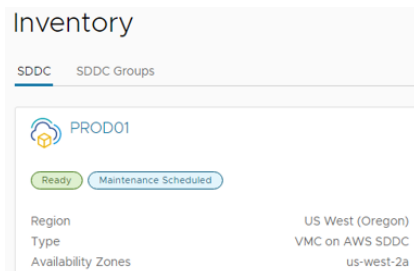 Inventory
SDDC SDDC Groups
PROD01
Ready Maintenance Scheduled
Region US West (Oregon)
Type VMC on AWS SDDC
Availability Zones us-west-2a